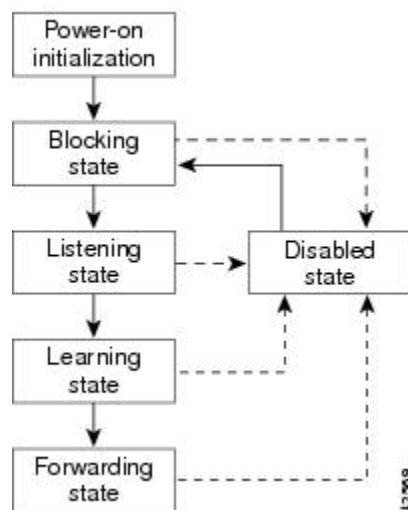 Power-on
initialization
Blocking
state
Listening
state
Disabled
state
Learning
state
Forwarding
state